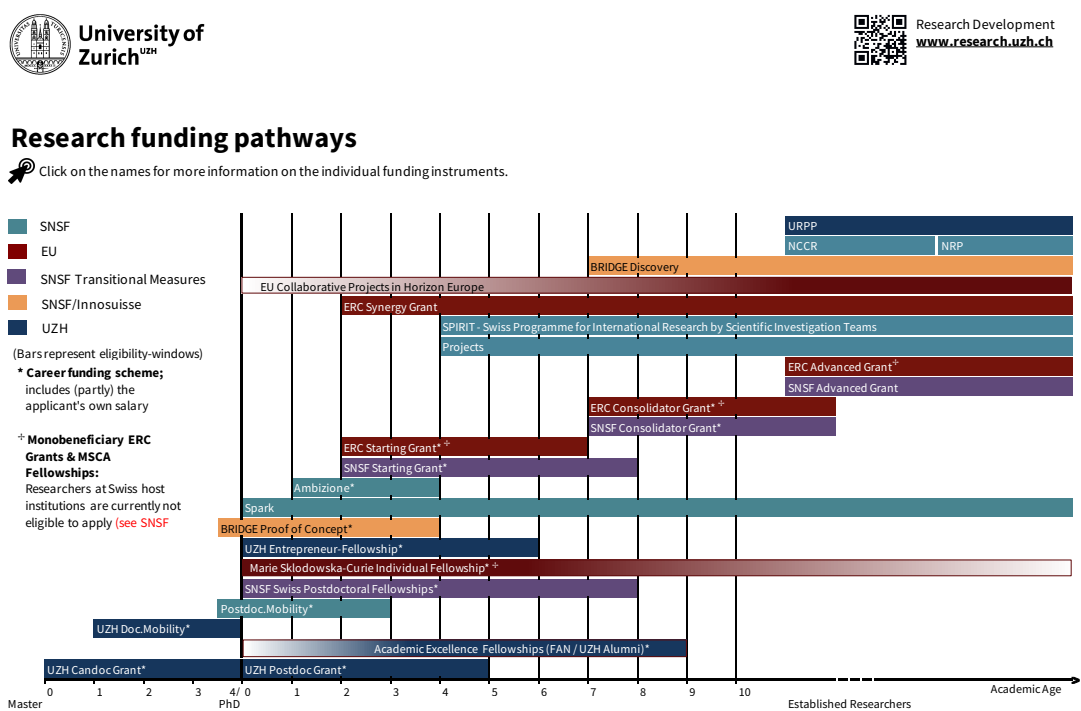 University of
Zurich UZH
Research Development
www.research.uzh.ch
Research funding pathways
Click on the names for more information on the individual funding instruments.
SNSF
EU
SNSF Transitional Measures
SNSF/Innosuisse
UZH
(Bars represent eligibility-windows)
* Career funding scheme;
includes (partly) the
applicant's own salary
÷ Monobeneficiary ERC
Grants & MSCA
Fellowships:
Researchers at Swiss host
institutions are currently not
eligible to apply (see SNSF
URPP
NCCR
NRP
BRIDGE Discovery
EU Collaborative Projects in Horizon Europe
ERC Synergy Grant
SPIRIT - Swiss Programme for International Research by Scientific Investigation Teams
Projects
ERC Advanced Grant÷
SNSF Advanced Grant
ERC Consolidator Grant* ÷
SNSF Consolidator Grant*
ERC Starting Grant* ÷
SNSF Starting Grant*
Ambizione*
Spark
BRIDGE Proof of Concept*
UZH Entrepreneur-Fellowship*
Marie Sklodowska-Curie Individual Fellowship* ÷
SNSF Swiss Postdoctoral Fellowships*
Postdoc.Mobility*
UZH Doc.Mobility*
Academic Excellence Fellowships (FAN / UZH Alumni)*
UZH Candoc Grant*
UZH Postdoc Grant*
0 1 2 3 4/ 0 1 2 3 4 5 6 7 8 9 10
Academic Age
Master
PhD
Established Researchers